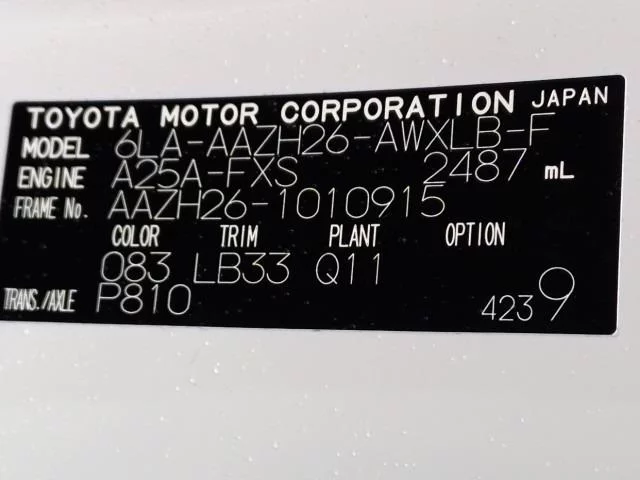 TOYOTA MOTOR CORPORATION JAPAN
MODEL 6LA-AAZH26-AWXLB-F
ENGINE A25A-FXS 2487 mL
FRAME No. AAZH26-1010915
COLOR TRIM PLANT OPTION
083 LB33 Q11
TRANS./AXLE P810 4239